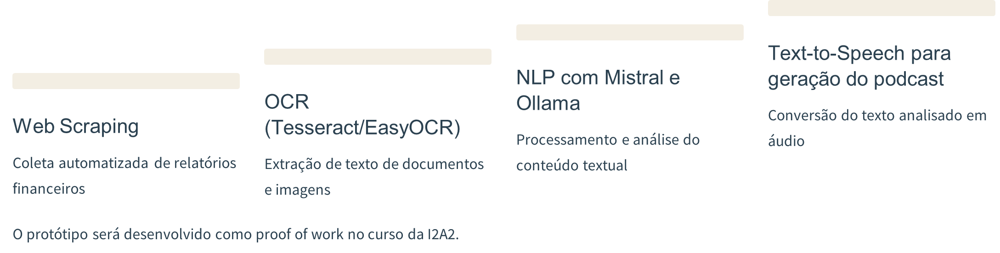 Web Scraping
Coleta automatizada de relatórios
financeiros
OCR
(Tesseract/EasyOCR)
Extração de texto de documentos
e imagens
NLP com Mistral e
Ollama
Processamento e análise do
conteúdo textual
Text-to-Speech para
geração do podcast
Conversão do texto analisado em
áudio
O protótipo será desenvolvido como proof of work no curso da I2A2.